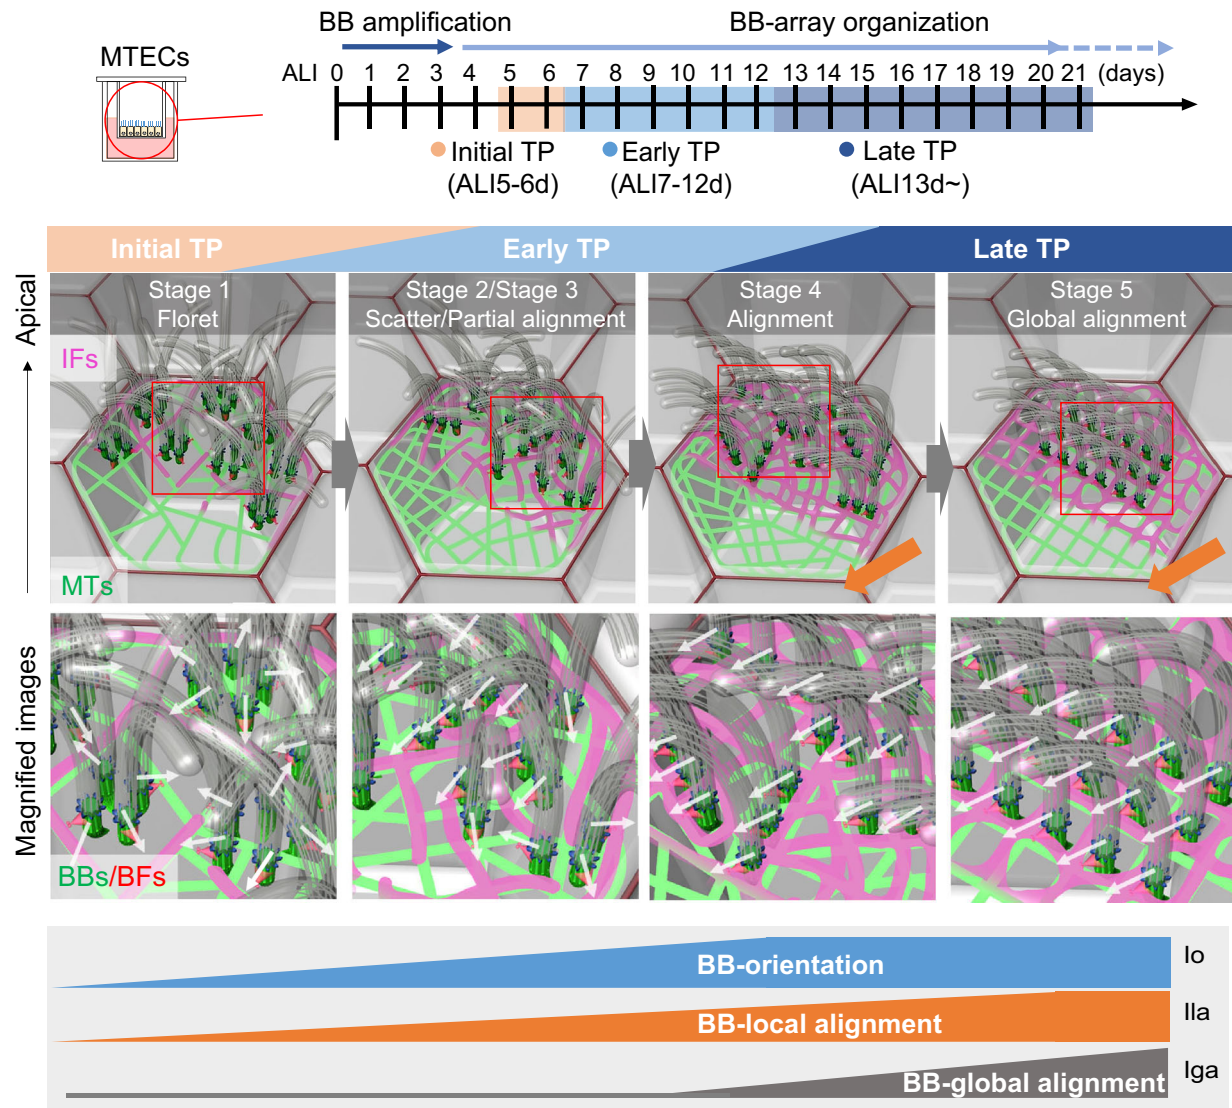 BB amplification
BB-array organization
MTECs
ALI 0 1 2 3 4 5 6 7 8 9 10 11 12 13 14 15 16 17 18 19 20 21 (days)
Initial TP
(ALI5-6d)
Early TP
(ALI7-12d)
Late TP
(ALI13d~)
Initial TP
Early TP
Late TP
Apical
Stage 1
Floret
Stage 2/Stage 3
Scatter/Partial alignment
Stage 4
Alignment
Stage 5
Global alignment
IFs
MTs
Magnified images
BBs/BFs
BB-orientation
Io
BB-local alignment
Ila
BB-global alignment
Iga